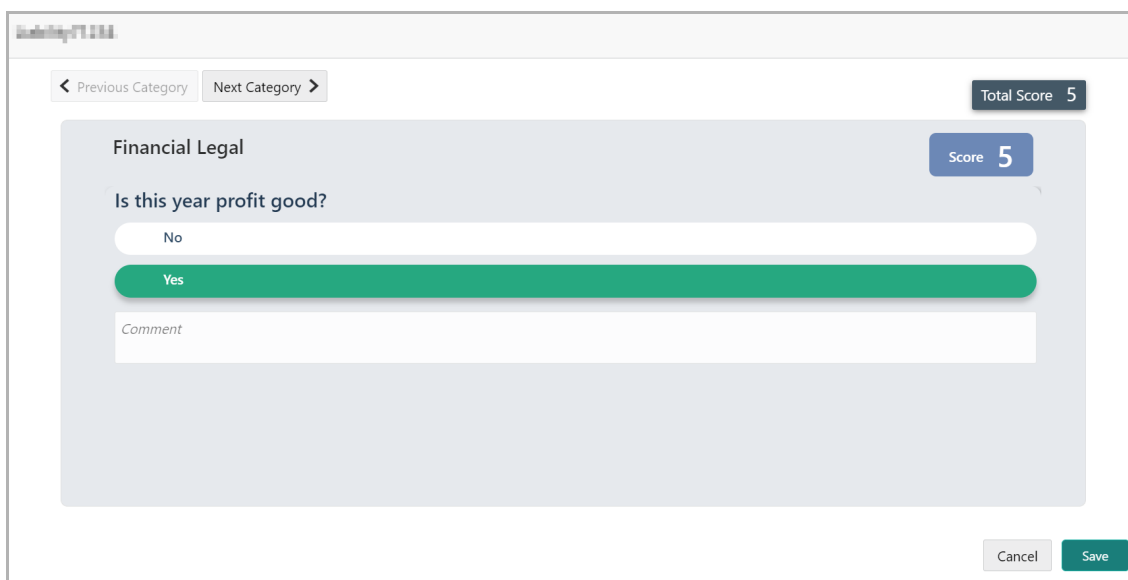 Previous Category Next Category
Total Score 5
Financial Legal
Score 5
Is this year profit good?
No
Yes
Comment
Cancel Save